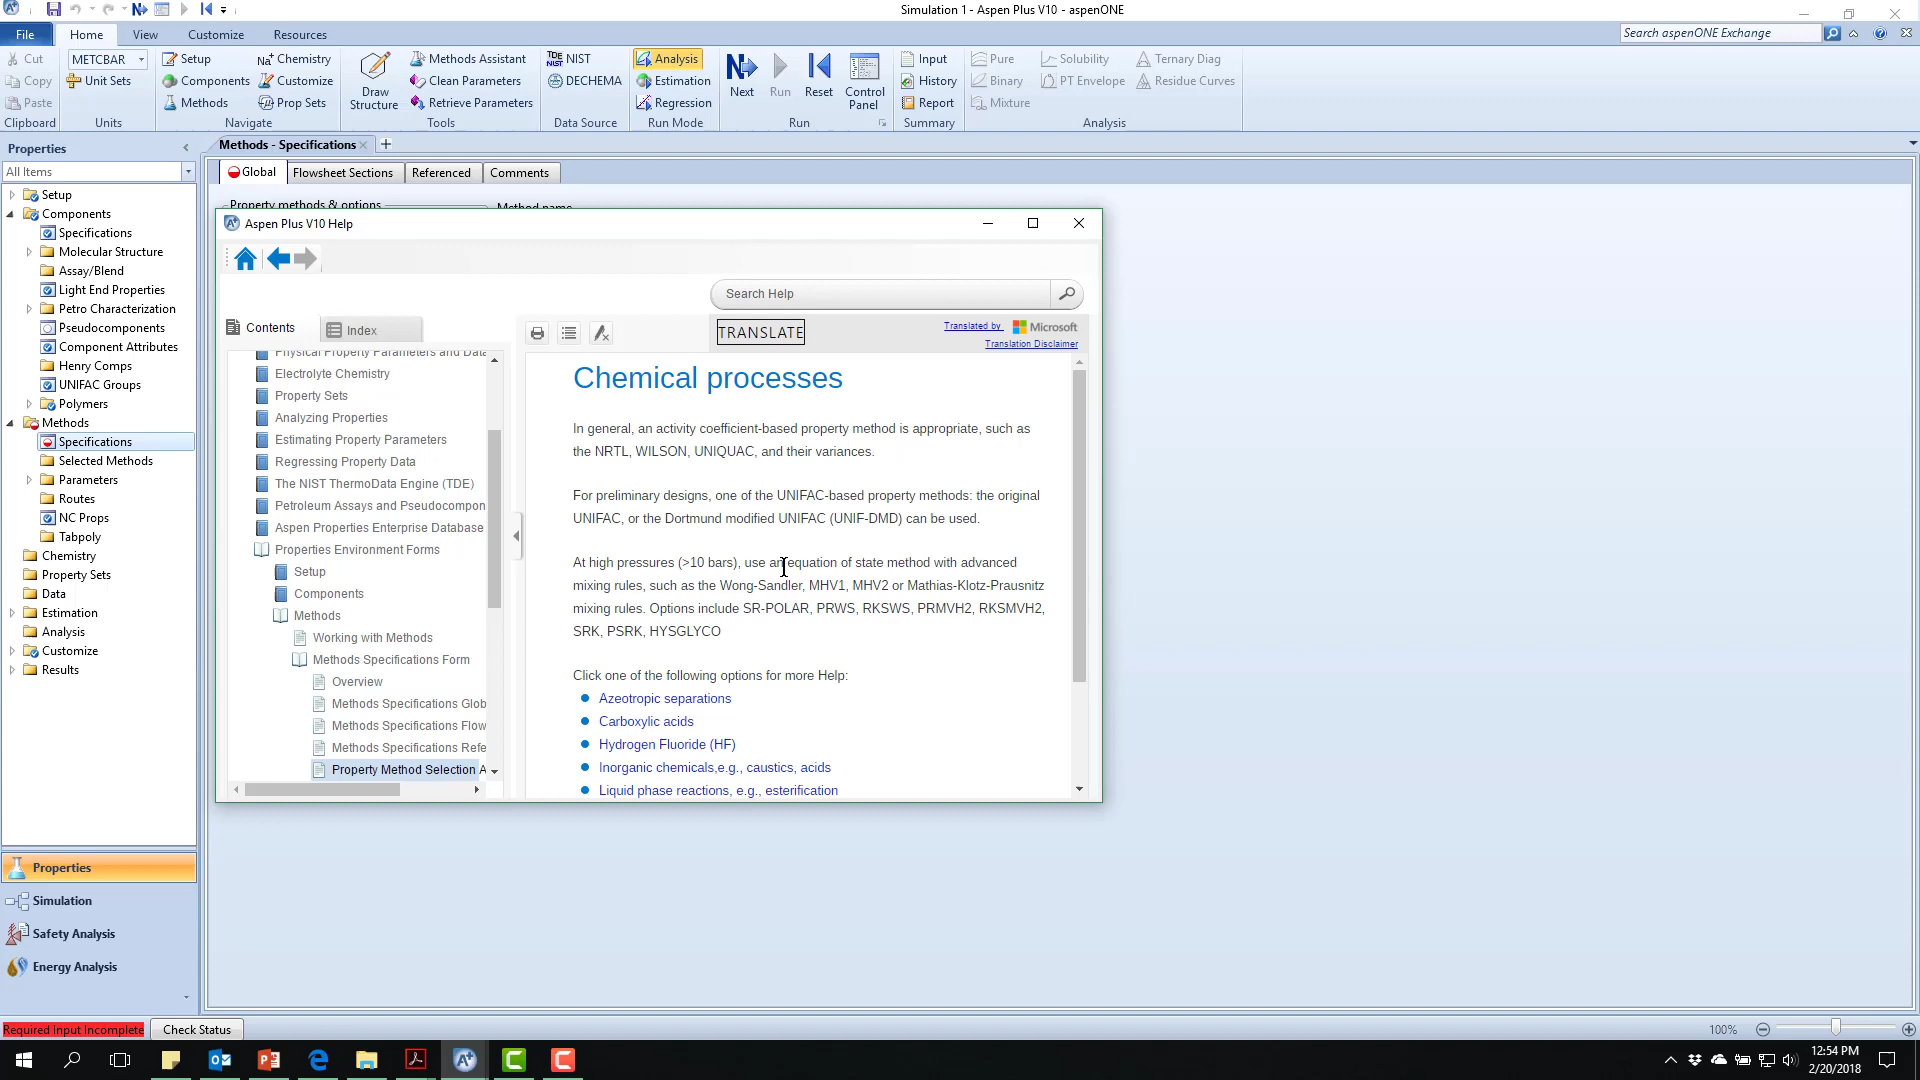 Simulation 1 - Aspen Plus V10 - aspenONE
File
Home
View
Customize
Resources
Search aspenONE Exchange
Cut
Copy
Paste
Clipboard
METCBAR
Unit Sets
Units
Setup
Components
Methods
Chemistry
Customize
Prop Sets
Navigate
Draw
Structure
Methods Assistant
Clean Parameters
Retrieve Parameters
Tools
NIST
DECHEMA
Data Source
Analysis
Estimation
Regression
Run Mode
Next
Run
Reset
Control
Panel
Run
Input
History
Report
Summary
Pure
Binary
Mixture
Solubility
PT Envelope
Ternary Diag
Residue Curves
Analysis
Properties
All Items
Setup
Components
Specifications
Molecular Structure
Assay/Blend
Light End Properties
Petro Characterization
Pseudocomponents
Component Attributes
Henry Comps
UNIFAC Groups
Polymers
Methods
Specifications
Selected Methods
Parameters
Routes
NC Props
Tabpoly
Chemistry
Property Sets
Data
Estimation
Analysis
Customize
Results
Properties
Simulation
Safety Analysis
Energy Analysis
Methods - Specifications
Global
Flowsheet Sections
Referenced
Comments
Property methods & options
Method name
Aspen Plus V10 Help
Search Help
Contents
Index
TRANSLATE
Translated by
Microsoft
Translation Disclaimer
Physical Property Parameters and Data
Electrolyte Chemistry
Property Sets
Analyzing Properties
Estimating Property Parameters
Regressing Property Data
The NIST ThermoData Engine (TDE)
Petroleum Assays and Pseudocompon
Aspen Properties Enterprise Database
Properties Environment Forms
Setup
Components
Methods
Working with Methods
Methods Specifications Form
Overview
Methods Specifications Glob
Methods Specifications Flow
Methods Specifications Refe
Property Method Selection A
Chemical processes
In general, an activity coefficient-based property method is appropriate, such as
the NRTL, WILSON, UNIQUAC, and their variances.
For preliminary designs, one of the UNIFAC-based property methods: the original
UNIFAC, or the Dortmund modified UNIFAC (UNIF-DMD) can be used.
At high pressures (>10 bars), use an equation of state method with advanced
mixing rules, such as the Wong-Sandler, MHV1, MHV2 or Mathias-Klotz-Prausnitz
mixing rules. Options include SR-POLAR, PRWS, RKSWS, PRMVH2, RKSMVH2,
SRK, PSRK, HYSGLYCO
Click one of the following options for more Help:
Azeotropic separations
Carboxylic acids
Hydrogen Fluoride (HF)
Inorganic chemicals,e.g., caustics, acids
Liquid phase reactions, e.g., esterification
Required Input Incomplete
Check Status
100%
12:54 PM
2/20/2018